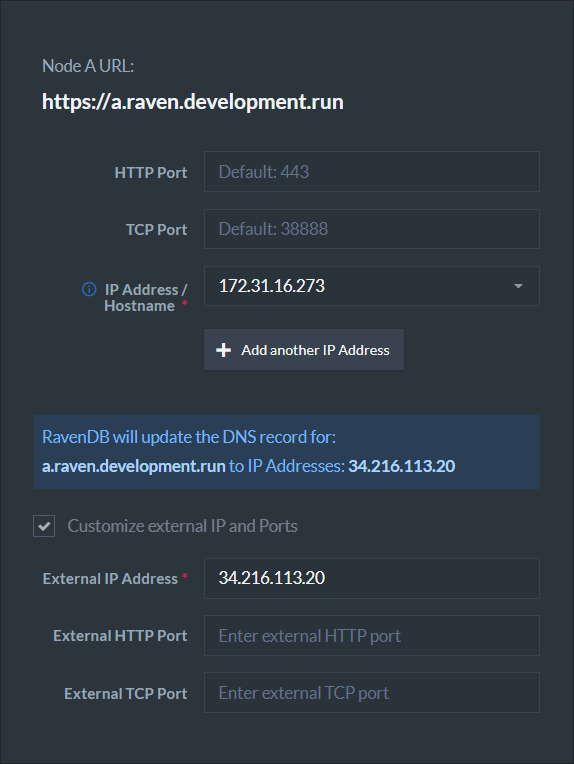 Node A URL:
https://a.raven.development.run
HTTP Port
Default: 443
TCP Port
Default: 38888
IP Address /
Hostname *
172.31.16.273
Add another IP Address
RavenDB will update the DNS record for:
a.raven.development.run to IP Addresses: 34.216.113.20
Customize external IP and Ports
External IP Address *
34.216.113.20
External HTTP Port
Enter external HTTP port
External TCP Port
Enter external TCP port